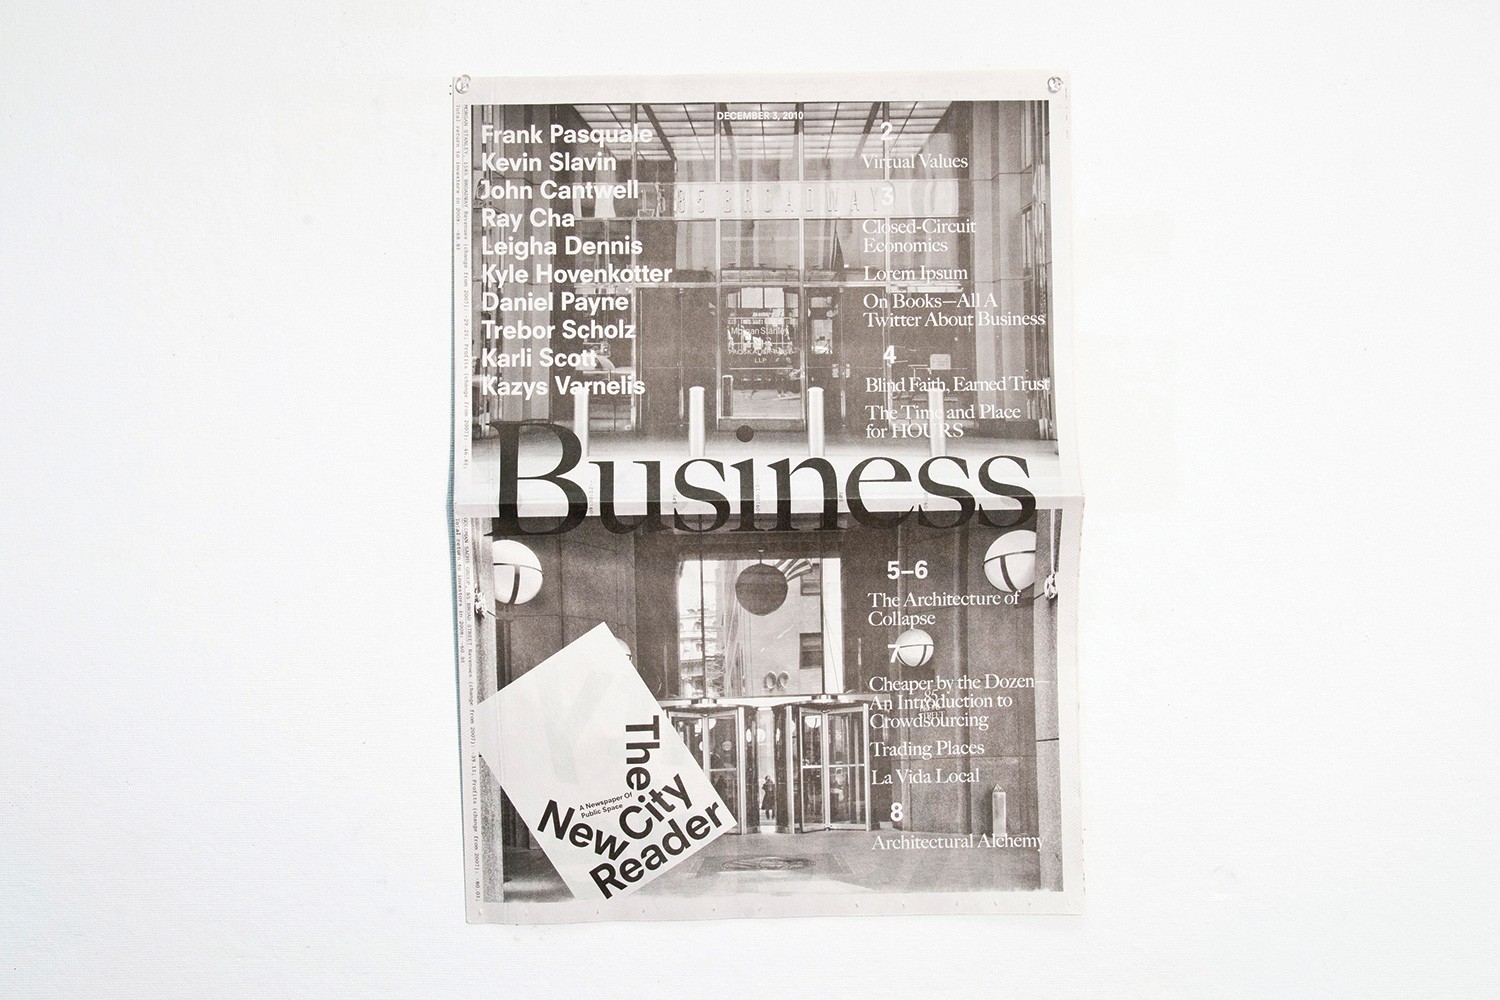 DECEMBER 3, 2010
Frank Pasquale
Kevin Slavin
John Cantwell
Ray Cha
Leigha Dennis
Kyle Hovenkotter
Daniel Payne
Trebor Scholz
Karli Scott
Kazys Varnelis
2
Virtual Values
3
Closed-Circuit
Economics
Lorem Ipsum
On Books—All A
Twitter About Business
4
Blind Faith, Earned Trust
The Time and Place
for HOURS
85 BROADWAY
Morgan Stanley
LLP
Business
5–6
The Architecture of
Collapse
7
Cheaper by the Dozen—
An Introduction to
Crowdsourcing
Trading Places
La Vida Local
8
Architectural Alchemy
85
The
New City
Reader
A Newspaper Of
Public Space